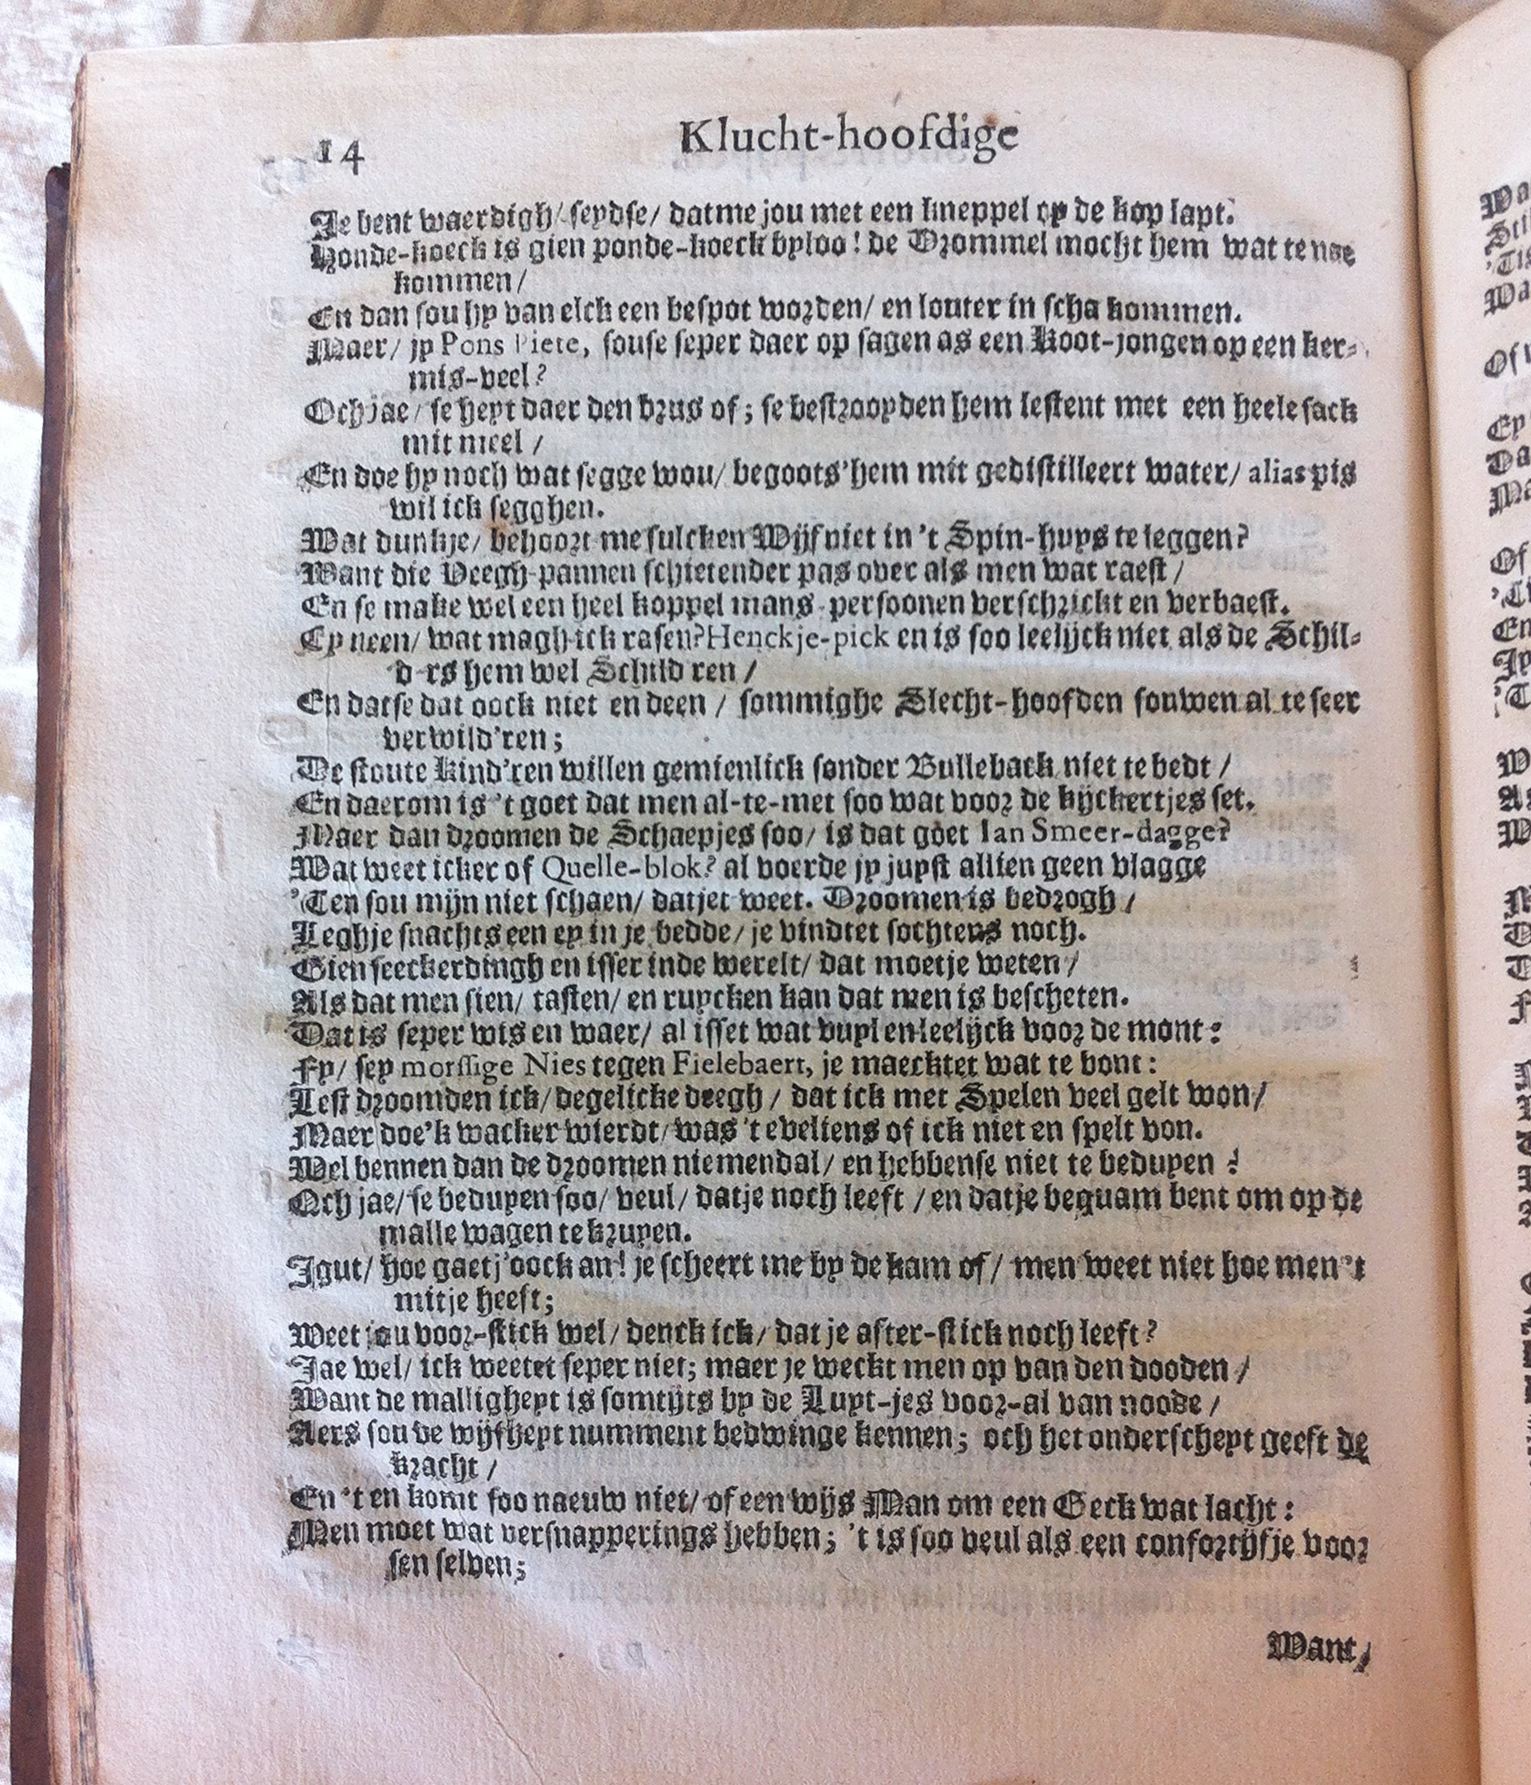 14 Klucht-hoofdige
Je bent waerdigh/ seydse/ datme jou met een kneppel op de kop lapt.
Honde-koeck is gien ponde-koeck byloo! de Drommel mocht hem wat te nae
kommen/
En dan sou hy van elck een bespot worden/ en louter in scha kommen.
Maer/ jy Pons Piete, souse seper daer op sagen as een Koot-jongen op een ker-
mis-veel?
Och jae/ se heyt daer den brus of; se bestroopden hem lestent met een heele sack
mit meel/
En doe hy noch wat segge wou/ begoots'hem mit gedistilleert water/ alias pis
wil ick segghen.
Wat dunkje/ behoort me sulcken Wijf niet in 't Spin-huys te leggen?
Want die Veegh-pannen schietender pas over als men wat raest/
En se make wel een heel koppel mans-persoonen verschrickt en verbaest.
Ey neen/ wat magh ick rasen? Henckje-pick en is soo leelijck niet als de Schil-
d rs hem wel Schild ren/
En datse dat oock niet en deen/ sommighe Slecht-hoofden souwen al te seer
verwild'ren;
De stoute kind'ren willen gemienlick sonder Bulleback niet te bedt/
En daerom is 't goet dat men al-te-met soo wat voor de kijckertjes set.
Maer dan droomen de Schaepjes soo/ is dat goet Ian Smeer-dagge?
Wat weet icker of Quelle-blok? al voerde jy juyst allien geen vlagge
'Ten sou mijn niet schaen/ datjet weet. Droomen is bedrogh/
Leghje snachts een ey in je bedde/ je vindtet sochtens noch.
Gien seeckerdingh en isser inde werelt/ dat moetje weten/
Als dat men sien/ tasten/ en ruycken kan dat men is bescheten.
Dat is seper wis en waer/ al isset wat vuyl en leelijck voor de mont:
Fy/ sey morssige Nies tegen Fielebaert, je maecktet wat te bont:
Lest droomden ick/ degelicke deegh/ dat ick met Spelen veel gelt won/
Maer doe'k wacker wierdt/ was 't eveliens of ick niet en spelt von.
Wel bennen dan de droomen niemendal/ en hebbense niet te beduyen?
Och jae/ se beduyen soo/ veul/ datje noch leeft/ en datje bequam bent om op de
malle wagen te kruyen.
Jgut/ hoe gaetj'oock an! je scheert me by de kam of/ men weet niet hoe men't
mitje heeft;
Weet jou voor-stick wel/ denck ick/ dat je after-stick noch leeft?
Jae wel/ ick weetet seper niet; maer je weckt men op van den dooden/
Want de malligheyt is somtijts by de Luyt-jes voor-al van noode/
Aers sou de wijsheyt numment bedwinge kennen; och het onderscheyt geeft de
kracht/
En 't en komt soo naeuw niet/ of een wijs Man om een Geck wat lacht:
Men moet wat versnapperings hebben; 't is soo veul als een confortijfje voor
sen selven;
Want/